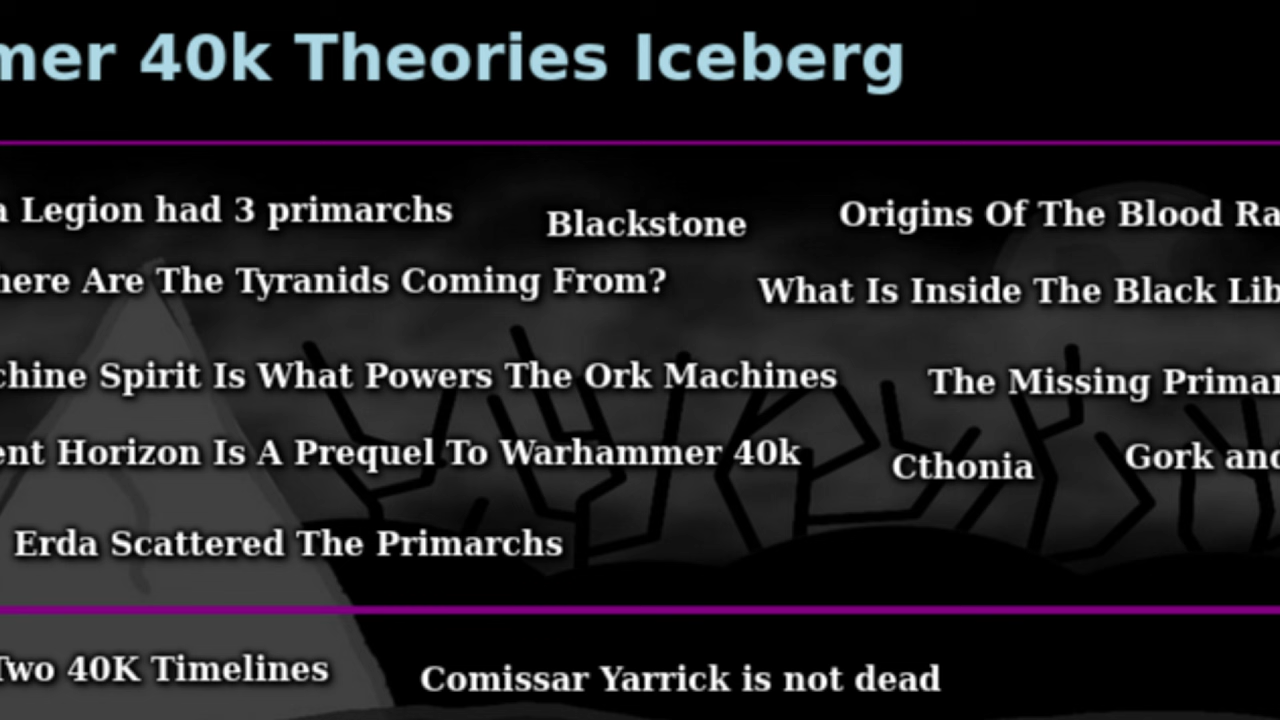 mer 40k Theories Iceberg
Legion had 3 primarchs
Blackstone
Origins Of The Blood Ra
here Are The Tyranids Coming From?
What Is Inside The Black Lib
chine Spirit Is What Powers The Ork Machines
The Missing Primar
ent Horizon Is A Prequel To Warhammer 40k
Cthonia
Gork and
Erda Scattered The Primarchs
Two 40K Timelines
Comissar Yarrick is not dead